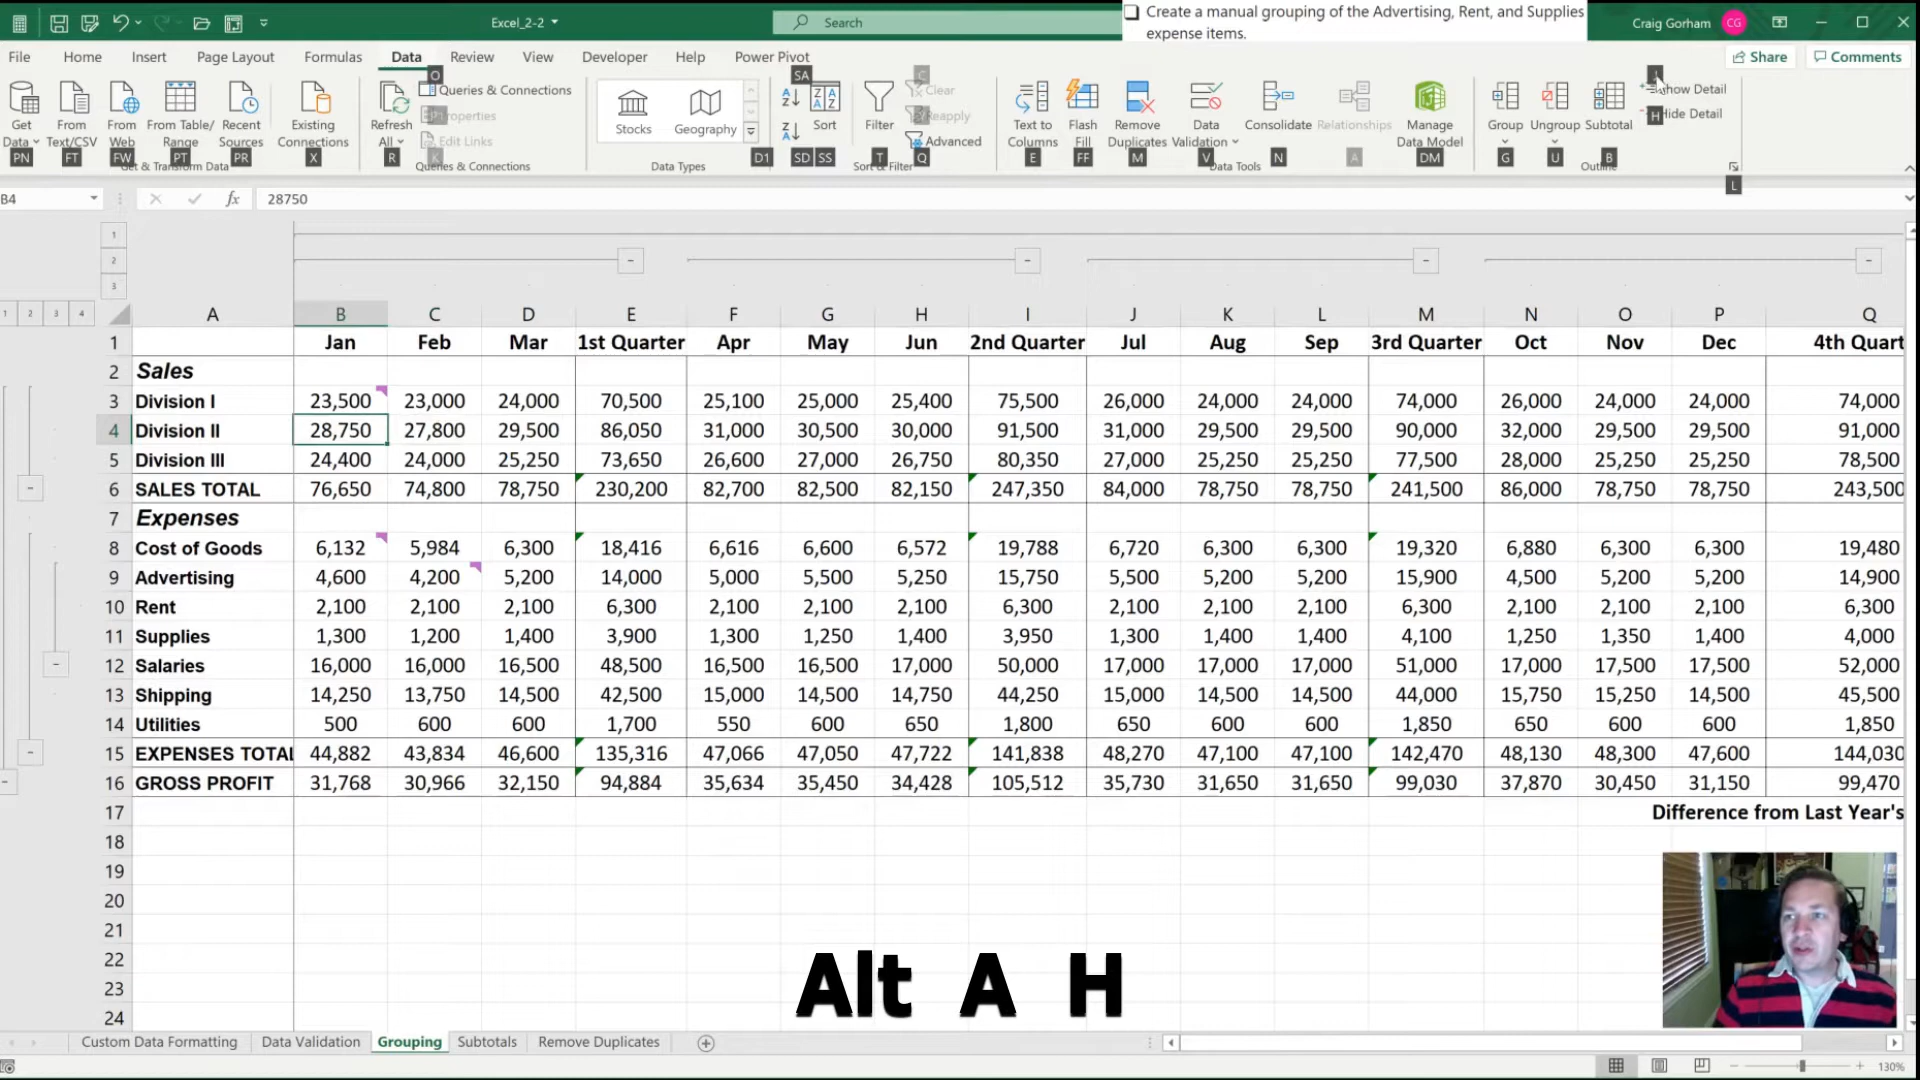 Excel_2-2
Search
Create a manual grouping of the Advertising, Rent, and Supplies
expense items.
Craig Gorham CG
File Home Insert Page Layout Formulas Data Review View Developer Help Power Pivot Share Comments
Get Data From Text/CSV From Web From Table/ Range Recent Sources Existing Connections
PN FT FW PT PR X
Get & Transform Data
Refresh All Queries & Connections
Properties
Edit Links
O R K
Queries & Connections
Stocks Geography
D1
Data Types
SA Sort Filter Clear
Reapply
Advanced
SD SS T C Y Q
Sort & Filter
Text to Columns Flash Fill Remove Duplicates Data Validation Consolidate Relationships Manage Data Model
E FF M V N A DM
Data Tools
Group Ungroup Subtotal Show Detail
Hide Detail
G U B J H L
Outline
B4 fx 28750
1
2
3
1 2 3 4
A B C D E F G H I J K L M N O P Q
1 Jan Feb Mar 1st Quarter Apr May Jun 2nd Quarter Jul Aug Sep 3rd Quarter Oct Nov Dec 4th Quart
2 Sales
3 Division I 23,500 23,000 24,000 70,500 25,100 25,000 25,400 75,500 26,000 24,000 24,000 74,000 26,000 24,000 24,000 74,000
4 Division II 28,750 27,800 29,500 86,050 31,000 30,500 30,000 91,500 31,000 29,500 29,500 90,000 32,000 29,500 29,500 91,000
5 Division III 24,400 24,000 25,250 73,650 26,600 27,000 26,750 80,350 27,000 25,250 25,250 77,500 28,000 25,250 25,250 78,500
6 SALES TOTAL 76,650 74,800 78,750 230,200 82,700 82,500 82,150 247,350 84,000 78,750 78,750 241,500 86,000 78,750 78,750 243,500
7 Expenses
8 Cost of Goods 6,132 5,984 6,300 18,416 6,616 6,600 6,572 19,788 6,720 6,300 6,300 19,320 6,880 6,300 6,300 19,480
9 Advertising 4,600 4,200 5,200 14,000 5,000 5,500 5,250 15,750 5,500 5,200 5,200 15,900 4,500 5,200 5,200 14,900
10 Rent 2,100 2,100 2,100 6,300 2,100 2,100 2,100 6,300 2,100 2,100 2,100 6,300 2,100 2,100 2,100 6,300
11 Supplies 1,300 1,200 1,400 3,900 1,300 1,250 1,400 3,950 1,300 1,400 1,400 4,100 1,250 1,350 1,400 4,000
12 Salaries 16,000 16,000 16,500 48,500 16,500 16,500 17,000 50,000 17,000 17,000 17,000 51,000 17,000 17,500 17,500 52,000
13 Shipping 14,250 13,750 14,500 42,500 15,000 14,500 14,750 44,250 15,000 14,500 14,500 44,000 15,750 15,250 14,500 45,500
14 Utilities 500 600 600 1,700 550 600 650 1,800 650 600 600 1,850 650 600 600 1,850
15 EXPENSES TOTAL 44,882 43,834 46,600 135,316 47,066 47,050 47,722 141,838 48,270 47,100 47,100 142,470 48,130 48,300 47,600 144,030
16 GROSS PROFIT 31,768 30,966 32,150 94,884 35,634 35,450 34,428 105,512 35,730 31,650 31,650 99,030 37,870 30,450 31,150 99,470
17 Difference from Last Year's
18
19
20
21
22
23
24
Alt A H
Custom Data Formatting Data Validation Grouping Subtotals Remove Duplicates
130%